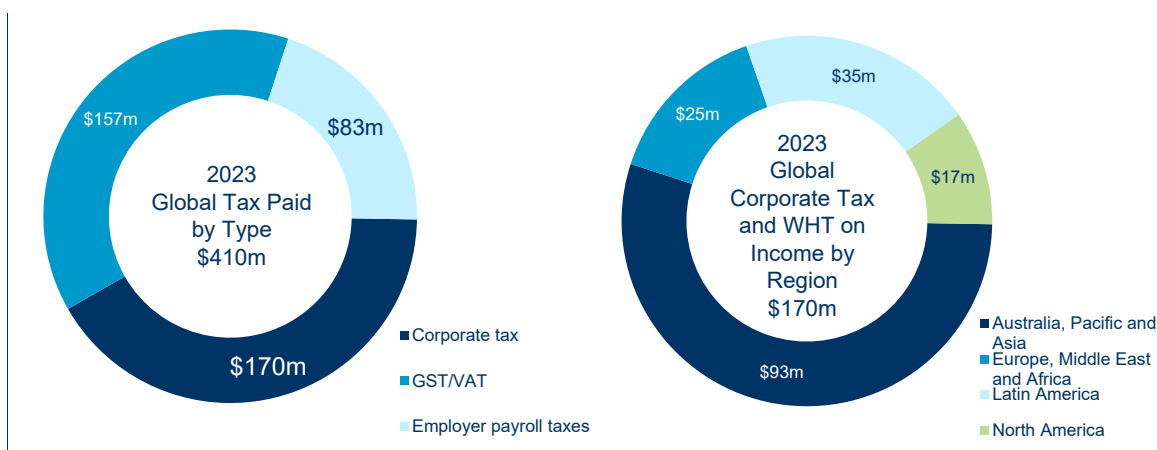 $157m
$83m
2023
Global Tax Paid
by Type
$410m
$170m
Corporate tax
GST/VAT
Employer payroll taxes
$35m
$25m
$17m
2023
Global
Corporate Tax
and WHT on
Income by
Region
$170m
$93m
Australia, Pacific and
Asia
Europe, Middle East
and Africa
Latin America
North America